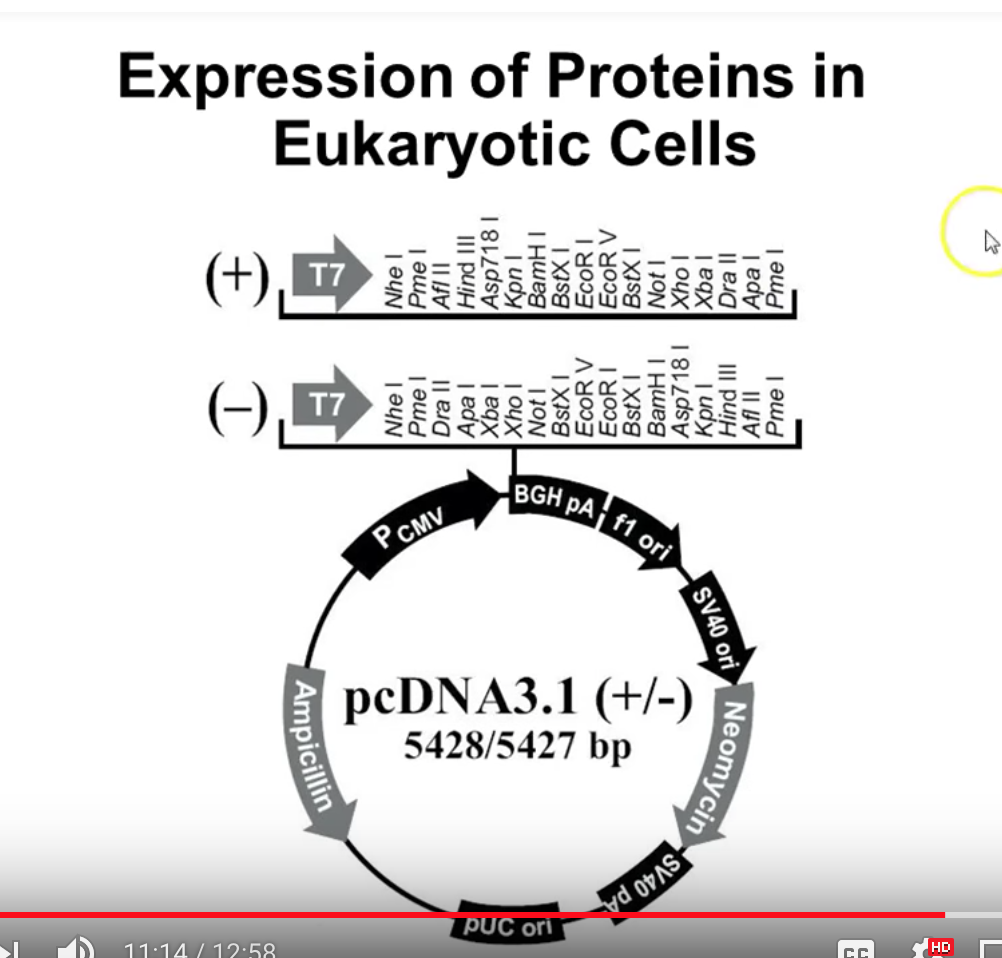 Expression of Proteins in
Eukaryotic Cells
(+) T7 Nhe I Pme I Afl II Hind III Asp718 I Kpn I BamH I BstX I EcoR I EcoR V BstX I Not I Xho I Xba I Dra II Apa I Pme I
(–) T7 Nhe I Pme I Dra II Apa I Xba I Xho I Not I BstX I EcoR V EcoR I BstX I BamH I Asp718 I Kpn I Hind III Afl II Pme I
P CMV
BGH pA
f1 ori
SV40 ori
Neomycin
SV40 pA
pUC ori
Ampicillin
pcDNA3.1 (+/-)
5428/5427 bp
11:14 / 12:58
CC
HD